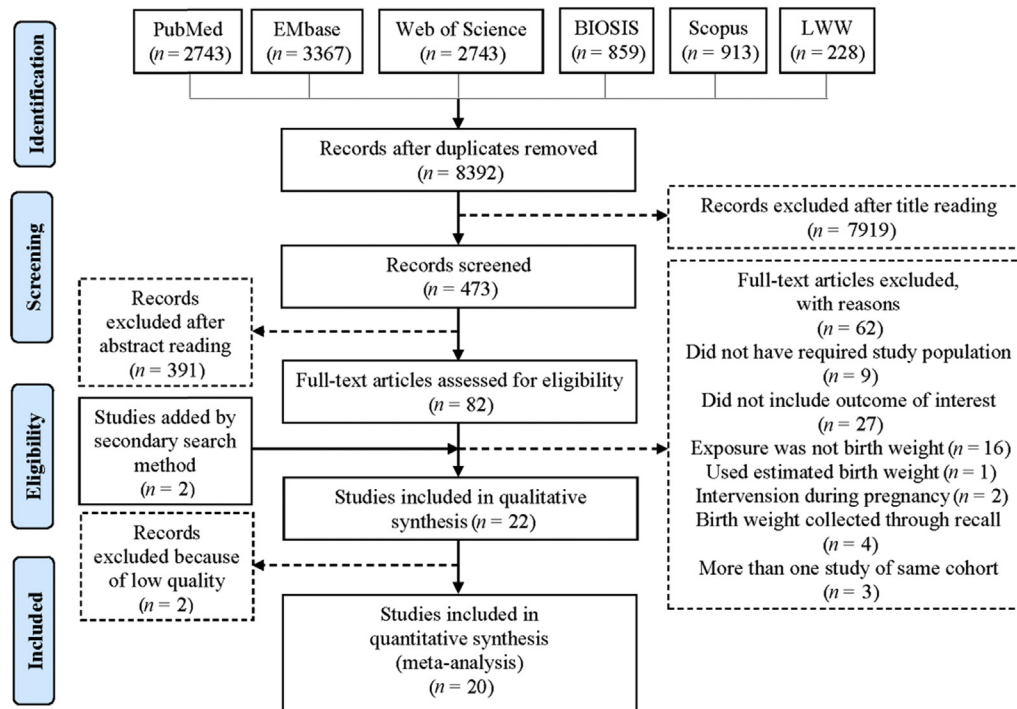 Identification
PubMed
(n = 2743)
EMbase
(n = 3367)
Web of Science
(n = 2743)
BIOSIS
(n = 859)
Scopus
(n = 913)
LWW
(n = 228)
Records after duplicates removed
(n = 8392)
Screening
Records excluded after title reading
(n = 7919)
Records screened
(n = 473)
Records
excluded after
abstract reading
(n = 391)
Full-text articles excluded,
with reasons
(n = 62)
Did not have required study population
(n = 9)
Did not include outcome of interest
(n = 27)
Exposure was not birth weight (n = 16)
Used estimated birth weight (n = 1)
Intervention during pregnancy (n = 2)
Birth weight collected through recall
(n = 4)
More than one study of same cohort
(n = 3)
Eligibility
Full-text articles assessed for eligibility
(n = 82)
Studies added by
secondary search
method
(n = 2)
Studies included in qualitative
synthesis (n = 22)
Included
Records
excluded because
of low quality
(n = 2)
Studies included in
quantitative synthesis
(meta-analysis)
(n = 20)